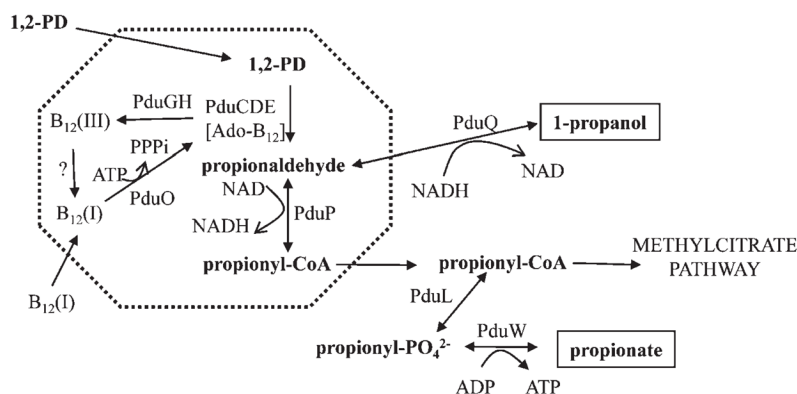 1,2-PD
1,2-PD
PduGH
PduCDE
[Ado-B₁₂]
B₁₂(III)
PPPi
?
ATP
PduO
B₁₂(I)
B₁₂(I)
propionaldehyde
NAD
NADH
PduP
propionyl-CoA
PduQ
1-propanol
NADH
NAD
propionyl-CoA
METHYLCITRATE
PATHWAY
PduL
propionyl-PO₄²⁻
PduW
propionate
ADP
ATP